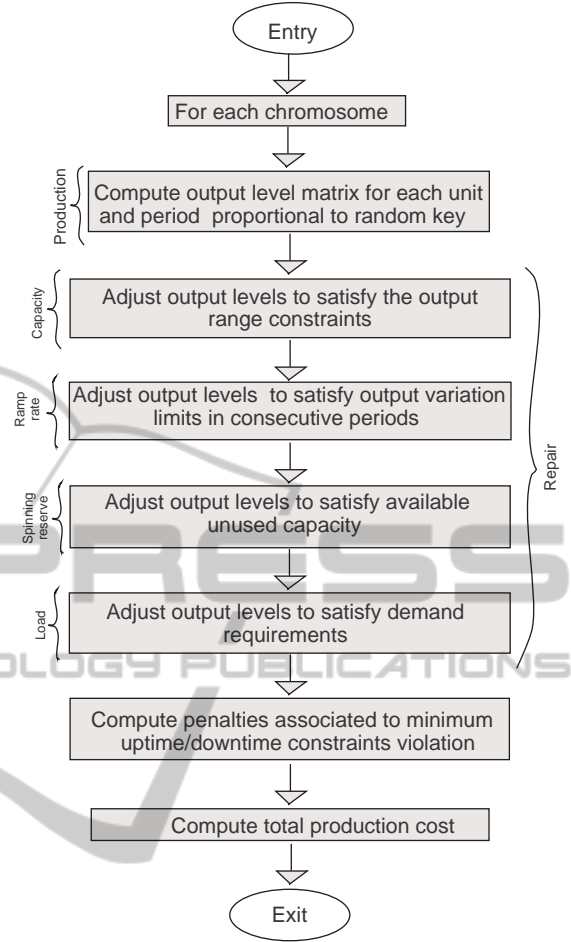 Entry
For each chromosome
Production
Compute output level matrix for each unit
and period proportional to random key
Capacity
Adjust output levels to satisfy the output
range constraints
Ramp
rate
Adjust output levels to satisfy output variation
limits in consecutive periods
Repair
Spinning
reserve
Adjust output levels to satisfy available
unused capacity
PRESS
Load
Adjust output levels to satisfy demand
requirements
OLOGY PUBLICATIONS
Compute penalties associated to minimum
uptime/downtime constraints violation
Compute total production cost
Exit